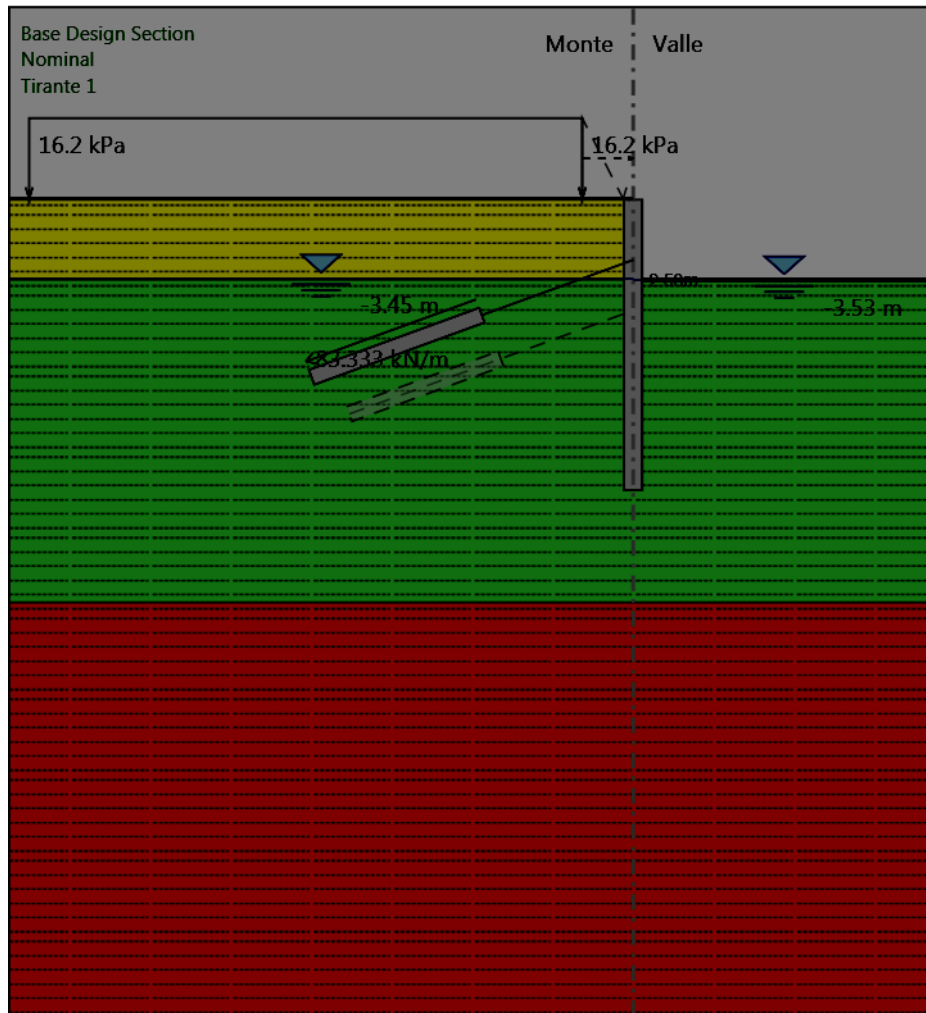 Base Design Section
Nominal
Tirante 1
Monte
Valle
16.2 kPa
16.2 kPa
-3.45 m
-3.53 m